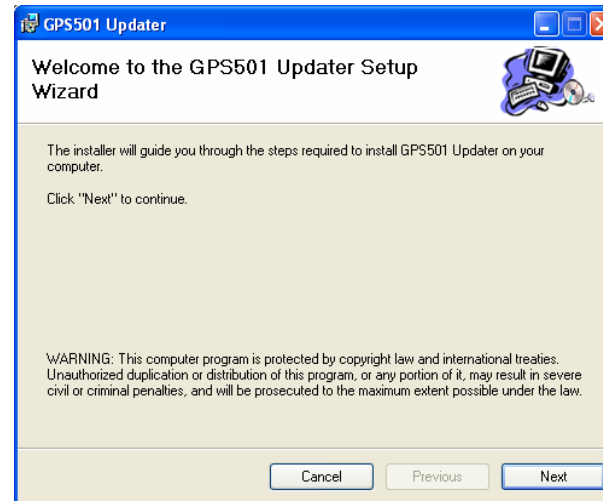 GPS501 Updater
Welcome to the GPS501 Updater Setup
Wizard
The installer will guide you through the steps required to install GPS501 Updater on your
computer.
Click "Next" to continue.
WARNING: This computer program is protected by copyright law and international treaties.
Unauthorized duplication or distribution of this program, or any portion of it, may result in severe
civil or criminal penalties, and will be prosecuted to the maximum extent possible under the law.
Cancel Previous Next